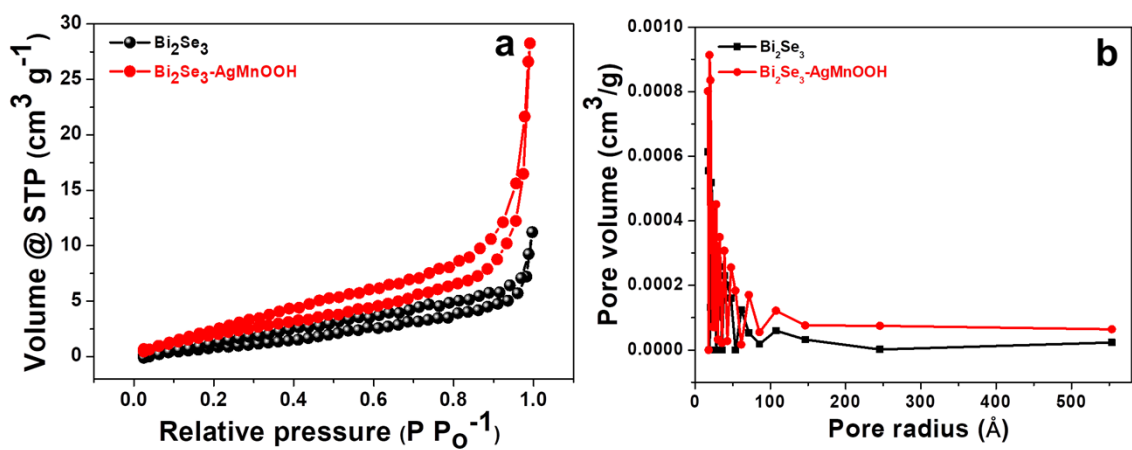 a
Bi₂Se₃
Bi₂Se₃-AgMnOOH
Volume @ STP (cm³ g⁻¹)
30
25
20
15
10
5
0
0.0 0.2 0.4 0.6 0.8 1.0
Relative pressure (P Po⁻¹)
b
Bi₂Se₃
Bi₂Se₃-AgMnOOH
Pore volume (cm³/g)
0.0010
0.0008
0.0006
0.0004
0.0002
0.0000
0 100 200 300 400 500
Pore radius (Å)